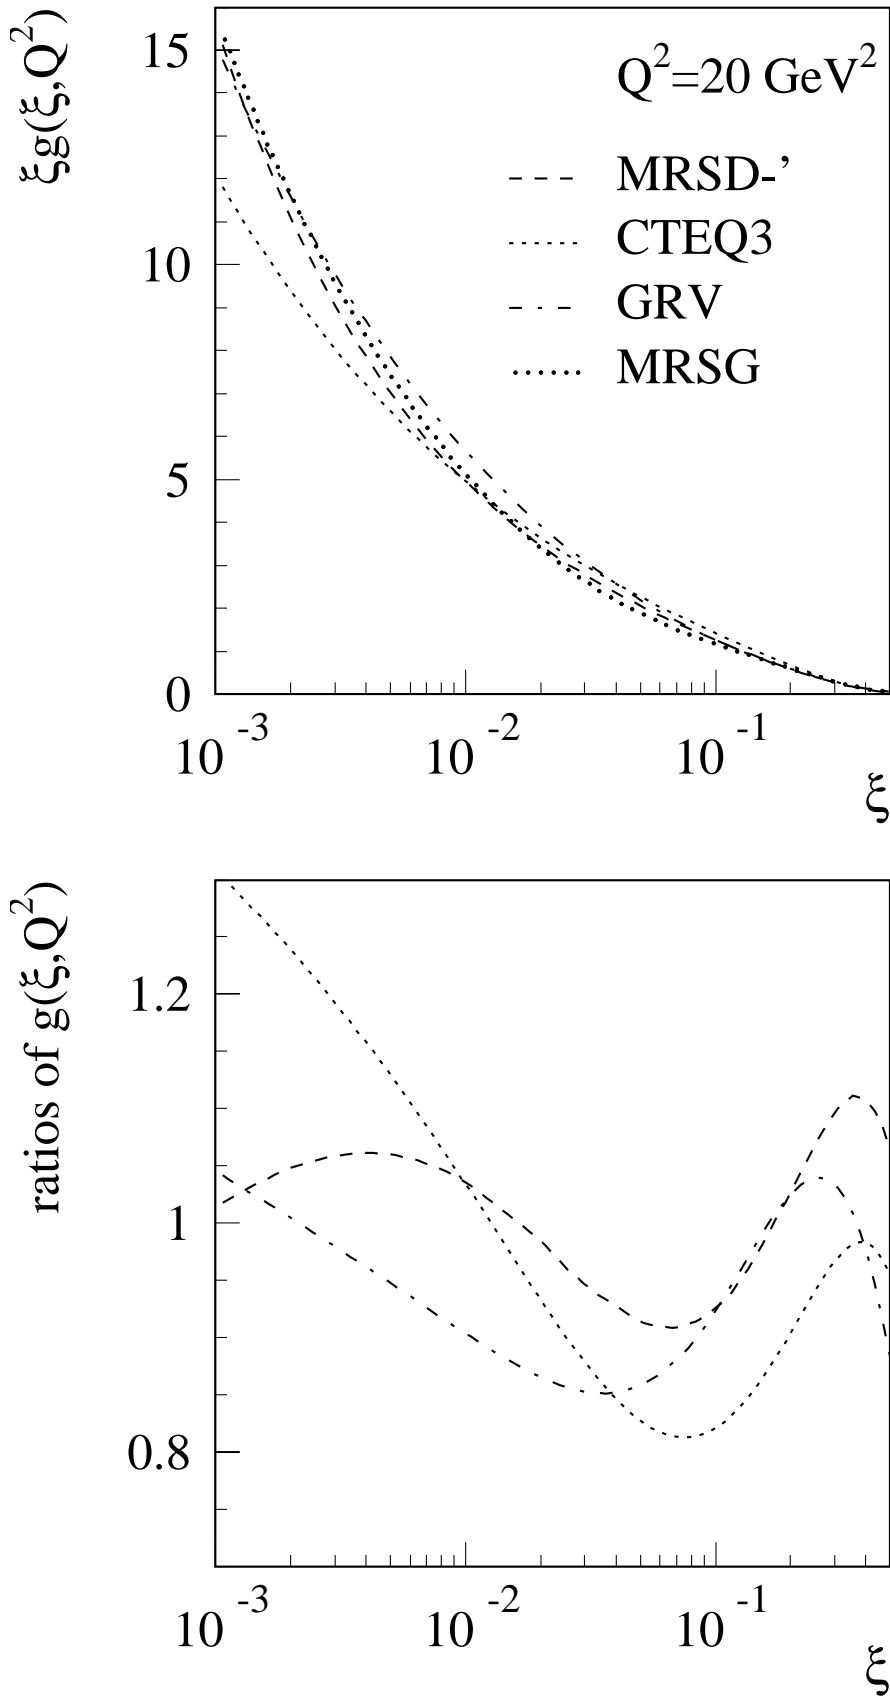 ξg(ξ,Q²)
15
10
5
0
Q²=20 GeV²
MRSD-’
CTEQ3
GRV
MRSG
10⁻³
10⁻²
10⁻¹
ξ
ratios of g(ξ,Q²)
1.2
1
0.8
10⁻³
10⁻²
10⁻¹
ξ